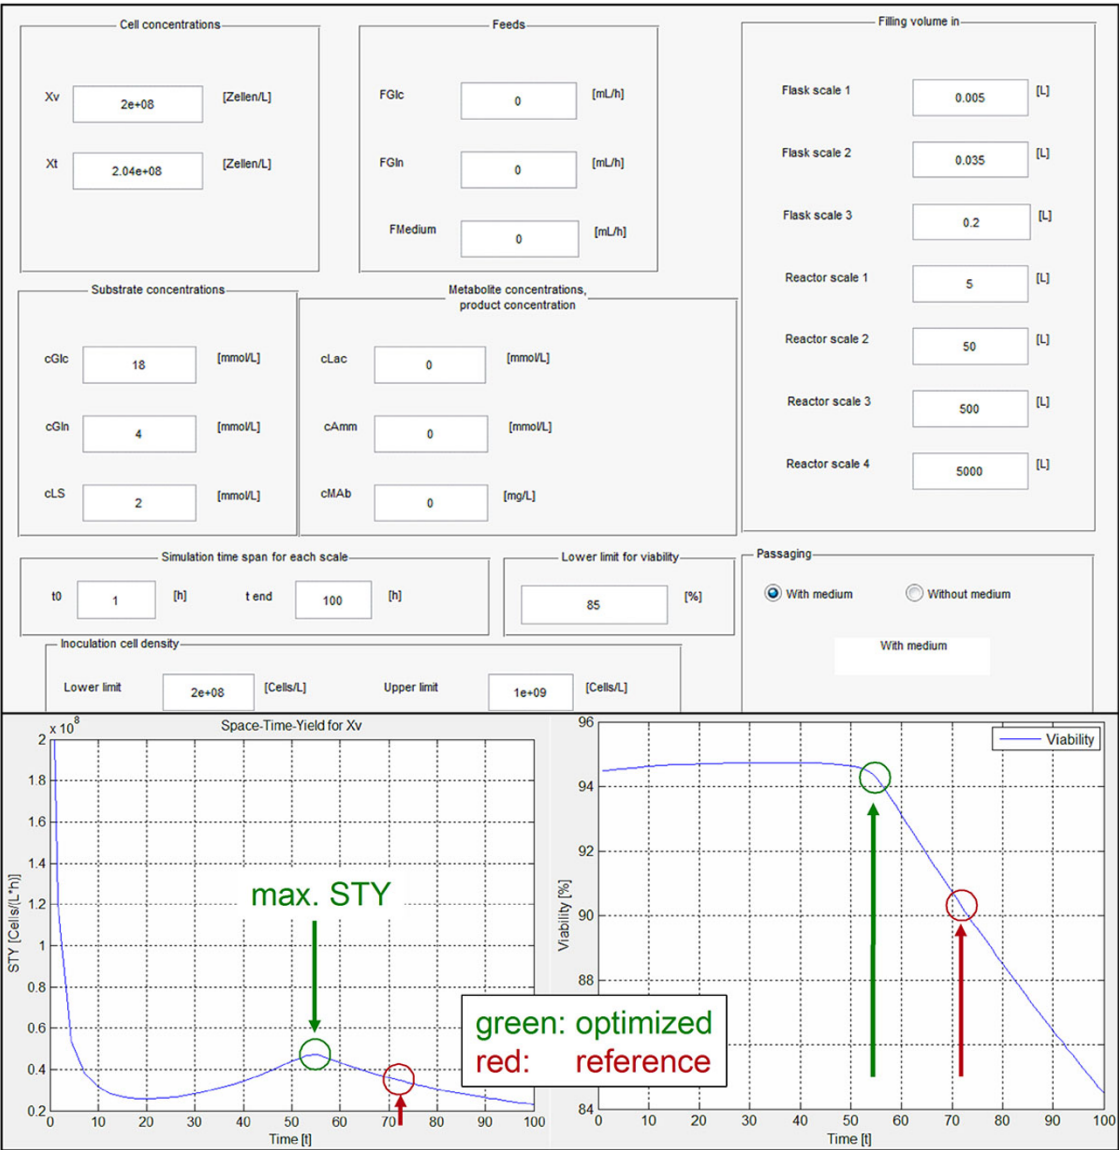 Cell concentrations
Xv 2e+08 [Zellen/L]
Xt 2.04e+08 [Zellen/L]
Feeds
FGlc 0 [mL/h]
FGln 0 [mL/h]
FMedium 0 [mL/h]
Filling volume in
Flask scale 1 0.005 [L]
Flask scale 2 0.035 [L]
Flask scale 3 0.2 [L]
Reactor scale 1 5 [L]
Reactor scale 2 50 [L]
Reactor scale 3 500 [L]
Reactor scale 4 5000 [L]
Substrate concentrations
cGlc 18 [mmol/L]
cGln 4 [mmol/L]
cLS 2 [mmol/L]
Metabolite concentrations,
product concentration
cLac 0 [mmol/L]
cAmm 0 [mmol/L]
cMAb 0 [mg/L]
Simulation time span for each scale
t0 1 [h] t end 100 [h]
Lower limit for viability
85 [%]
Passaging
With medium Without medium
With medium
Inoculation cell density
Lower limit 2e+08 [Cells/L] Upper limit 1e+09 [Cells/L]
Space-Time-Yield for Xv
x 10^8
2
1.8
1.6
1.4
1.2
1
0.8
0.6
0.4
0.2
STY [Cells/(L*h)]
max. STY
0 10 20 30 40 50 60 70 80 90 100
Time [t]
Viability
96
94
92
90
88
84
Viability [%]
0 10 20 30 40 50 60 70 80 90 100
Time [t]
green: optimized
red: reference